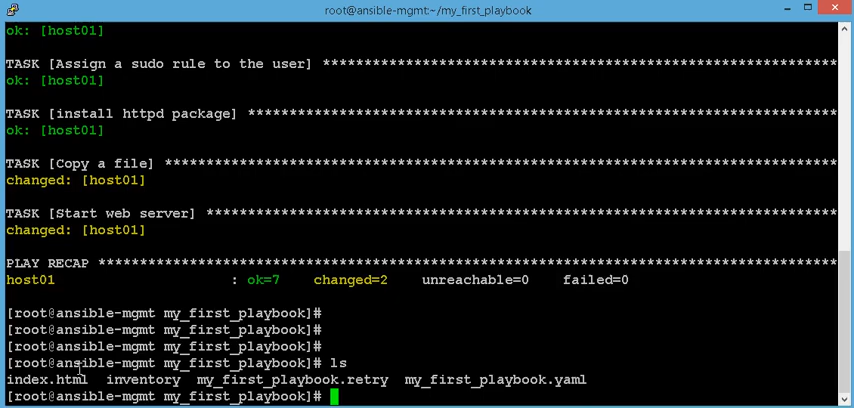 root@ansible-mgmt:~/my_first_playbook
ok: [host01]
TASK [Assign a sudo rule to the user] **************************************************************
ok: [host01]
TASK [install httpd package] ***********************************************************************
ok: [host01]
TASK [Copy a file] *********************************************************************************
changed: [host01]
TASK [Start web server] ****************************************************************************
changed: [host01]
PLAY RECAP *****************************************************************************************
host01                     : ok=7    changed=2    unreachable=0    failed=0
[root@ansible-mgmt my_first_playbook]#
[root@ansible-mgmt my_first_playbook]#
[root@ansible-mgmt my_first_playbook]#
[root@ansible-mgmt my_first_playbook]# ls
index.html  inventory  my_first_playbook.retry  my_first_playbook.yaml
[root@ansible-mgmt my_first_playbook]#